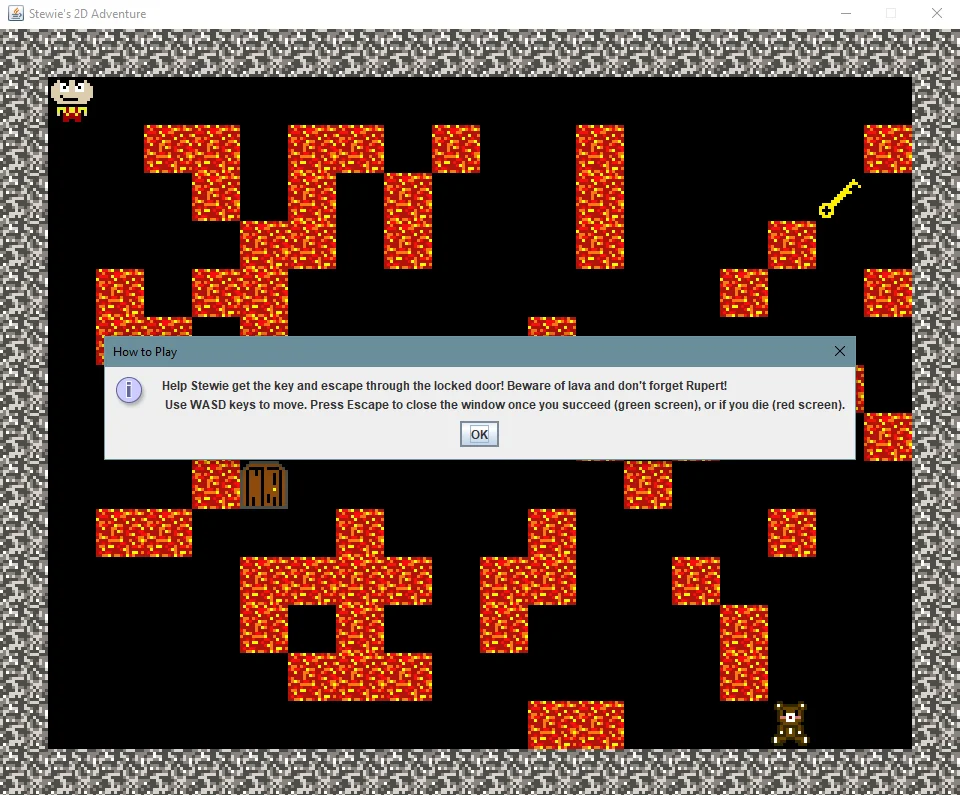 Stewie's 2D Adventure
How to Play
Help Stewie get the key and escape through the locked door! Beware of lava and don't forget Rupert!
Use WASD keys to move. Press Escape to close the window once you succeed (green screen), or if you die (red screen).
OK